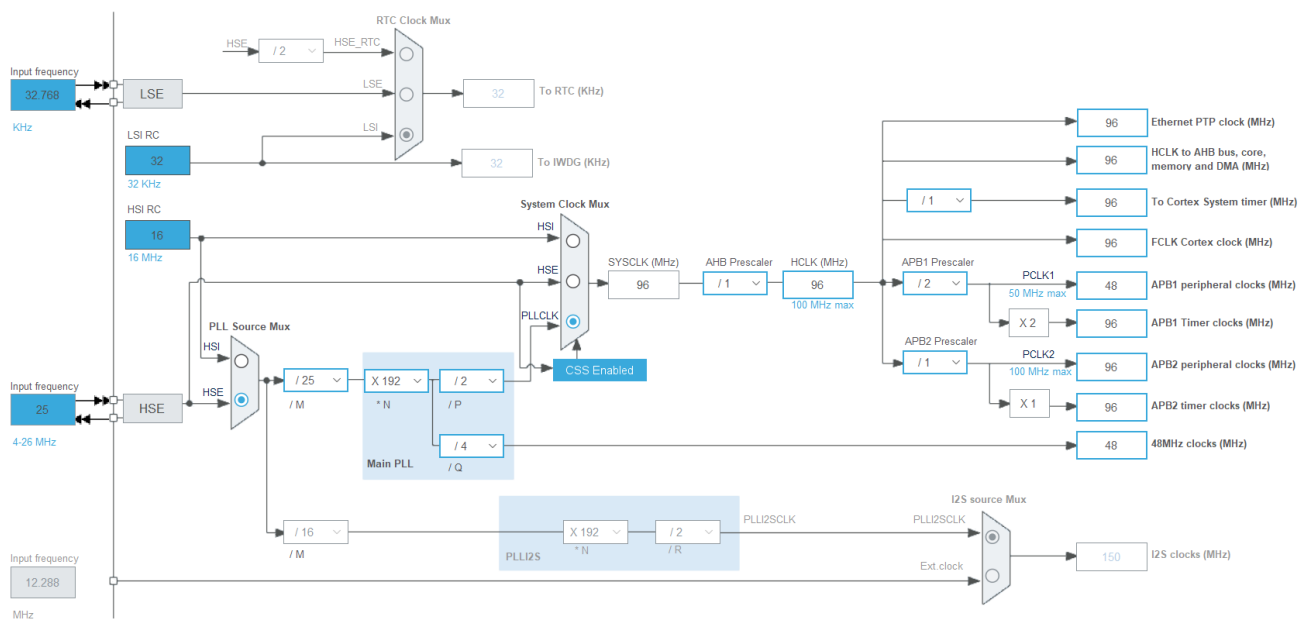 RTC Clock Mux
HSE
/ 2
HSE_RTC
Input frequency
32.768
KHz
LSE
LSE
32
To RTC (KHz)
LSI RC
32
32 KHz
LSI
32
To IWDG (KHz)
HSI RC
16
16 MHz
System Clock Mux
HSI
HSE
PLLCLK
SYSCLK (MHz)
96
AHB Prescaler
/ 1
HCLK (MHz)
96
100 MHz max
96
Ethernet PTP clock (MHz)
96
HCLK to AHB bus, core,
memory and DMA (MHz)
/ 1
96
To Cortex System timer (MHz)
96
FCLK Cortex clock (MHz)
APB1 Prescaler
/ 2
PCLK1
50 MHz max
48
APB1 peripheral clocks (MHz)
X 2
96
APB1 Timer clocks (MHz)
APB2 Prescaler
/ 1
PCLK2
100 MHz max
96
APB2 peripheral clocks (MHz)
X 1
96
APB2 timer clocks (MHz)
48
48MHz clocks (MHz)
CSS Enabled
PLL Source Mux
HSI
HSE
Input frequency
25
4-26 MHz
HSE
/ 25
/ M
X 192
* N
/ 2
/ P
/ 4
/ Q
Main PLL
/ 16
/ M
X 192
* N
/ 2
/ R
PLLI2S
PLLI2SCLK
I2S source Mux
PLLI2SCLK
Ext.clock
150
I2S clocks (MHz)
Input frequency
12.288
MHz